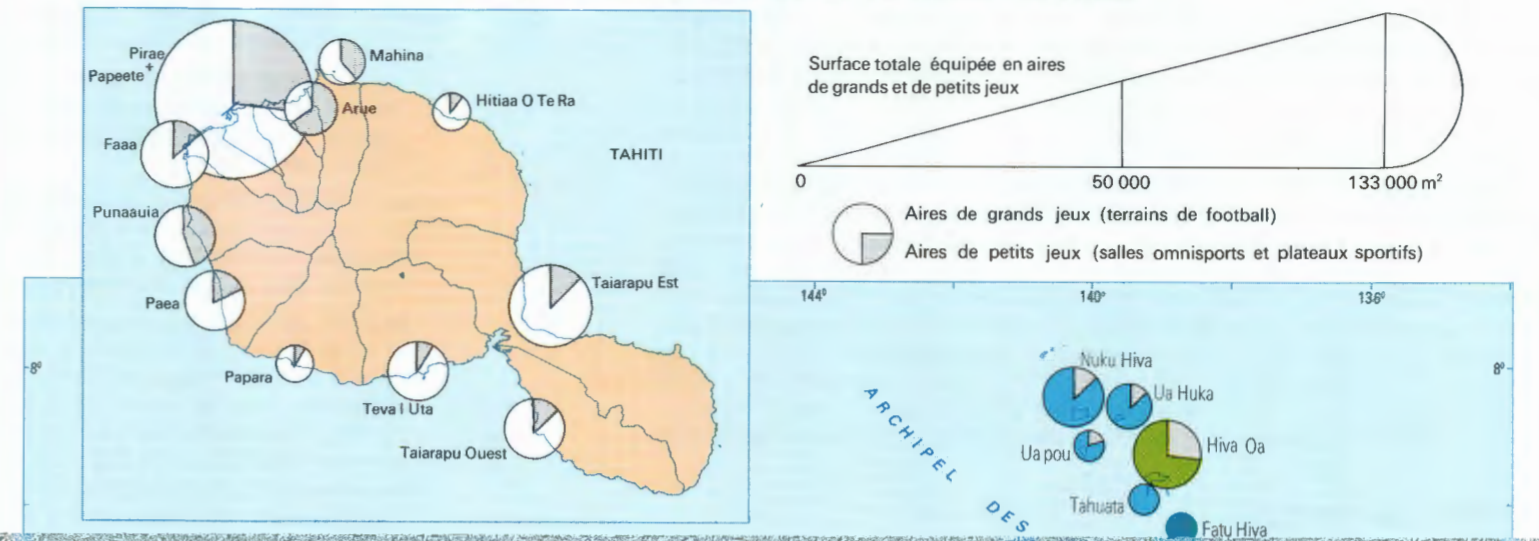 Pirae
Papeete
Mahina
Arue
Hitiaa O Te Ra
Faaa
TAHITI
Punaauia
Paea
Taiarapu Est
Papara
Teva I Uta
Taiarapu Ouest
Surface totale équipée en aires
de grands et de petits jeux
0
50 000
133 000 m²
Aires de grands jeux (terrains de football)
Aires de petits jeux (salles omnisports et plateaux sportifs)
144°
140°
136°
8°
8°
Nuku Hiva
Ua Huka
Ua pou
Hiva Oa
Tahuata
Fatu Hiva
ARCHIPEL DES